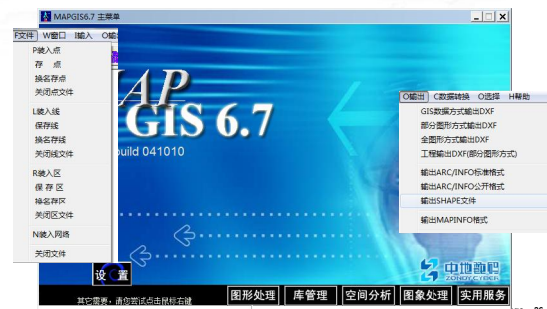 MAPGIS6.7 主菜单
F文件 W窗口 I输入 O输
P装入点
存 点
换名存点
关闭点文件
L装入线
保存线
换名存线
关闭线文件
R装入区
保 存 区
换名存区
关闭区文件
N装入网络
关闭文件
MAP
GIS 6.7
build 041010
O输出 C数据转换 O选择 H帮助
GIS数据方式输出DXF
部分图形方式输出DXF
全图形方式输出DXF
工程输出DXF(部分图形方式)
输出ARC/INFO标准格式
输出ARC/INFO公开格式
输出SHAPE文件
输出MAPINFO格式
中地数码
ZONDY CYBER
设 置
其它需要，请您尝试点击鼠标右键
图形处理 库管理 空间分析 图象处理 实用服务